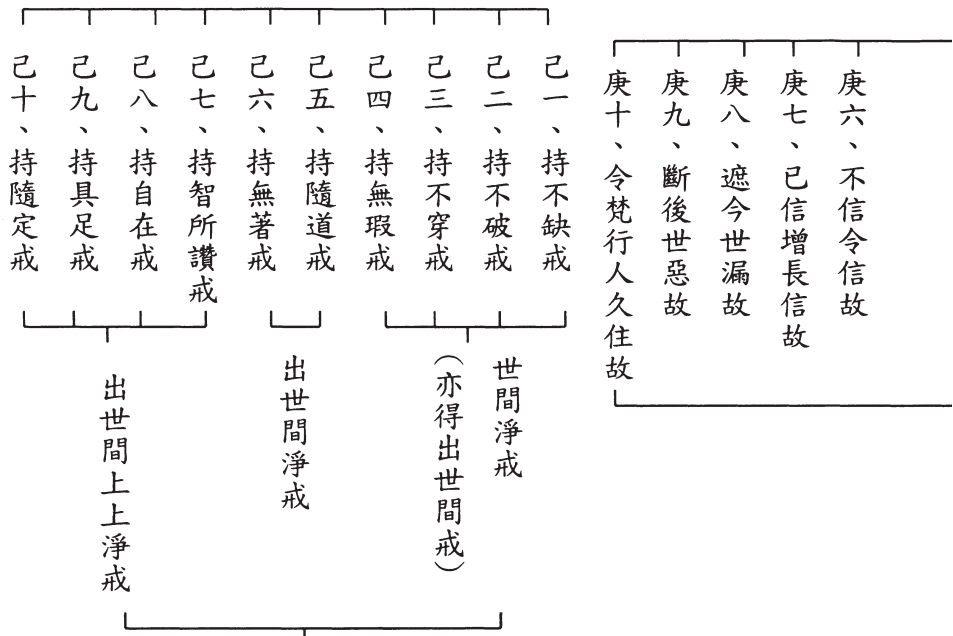 庚六、不信令信故
庚七、已信增長信故
庚八、遮今世漏故
庚九、斷後世惡故
庚十、令梵行人久住故
己一、持不缺戒
己二、持不破戒
己三、持不穿戒
己四、持無瑕戒
己五、持隨道戒
己六、持無著戒
己七、持智所讚戒
己八、持自在戒
己九、持具足戒
己十、持隨定戒
世間淨戒
（亦得出世間戒）
出世間淨戒
出世間上上淨戒